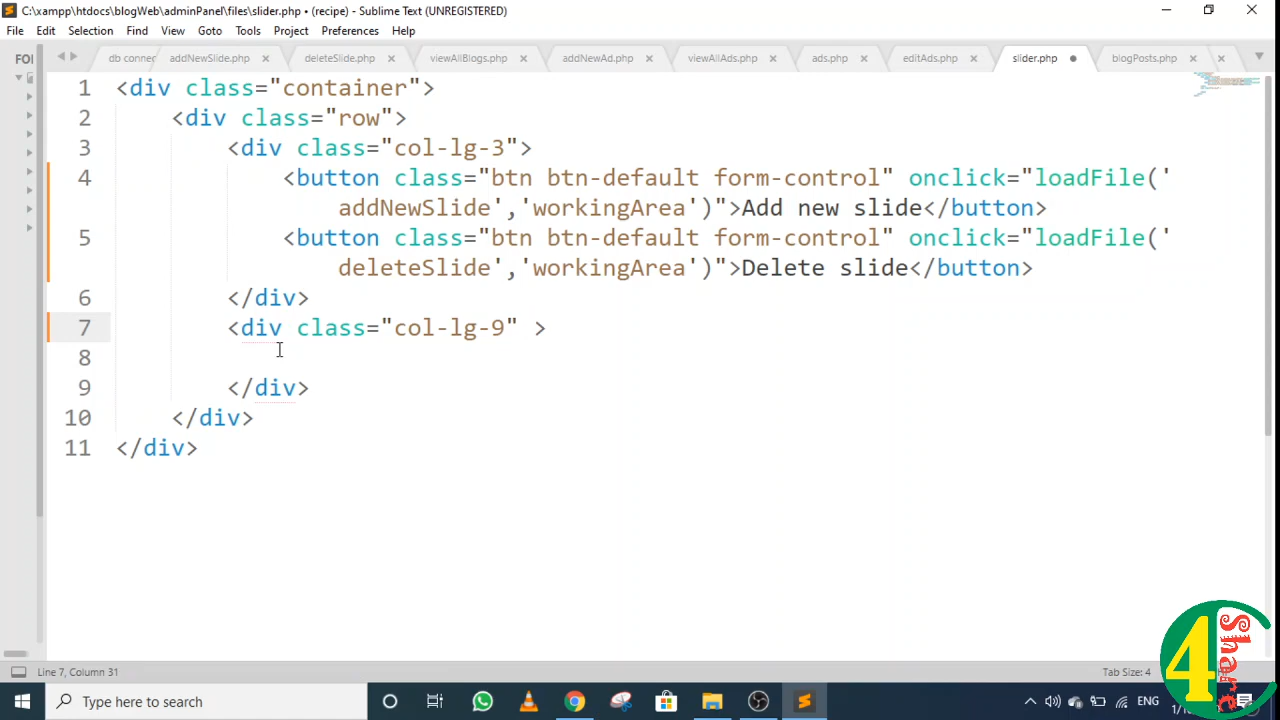 C:\xampp\htdocs\blogWeb\adminPanel\files\slider.php • (recipe) - Sublime Text (UNREGISTERED)
File Edit Selection Find View Goto Tools Project Preferences Help
FOI
db connec addNewSlide.php deleteSlide.php viewAllBlogs.php addNewAd.php viewAllAds.php ads.php editAds.php slider.php blogPosts.php
1 <div class="container">
2 <div class="row">
3 <div class="col-lg-3">
4 <button class="btn btn-default form-control" onclick="loadFile('
addNewSlide','workingArea')">Add new slide</button>
5 <button class="btn btn-default form-control" onclick="loadFile('
deleteSlide','workingArea')">Delete slide</button>
6 </div>
7 <div class="col-lg-9" >
8
9 </div>
10 </div>
11 </div>
Line 7, Column 31
Tab Size: 4
Type here to search
ENG
4
Share